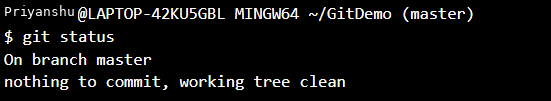 Priyanshu@LAPTOP-42KU5GBL MINGW64 ~/GitDemo (master)
$ git status
On branch master
nothing to commit, working tree clean